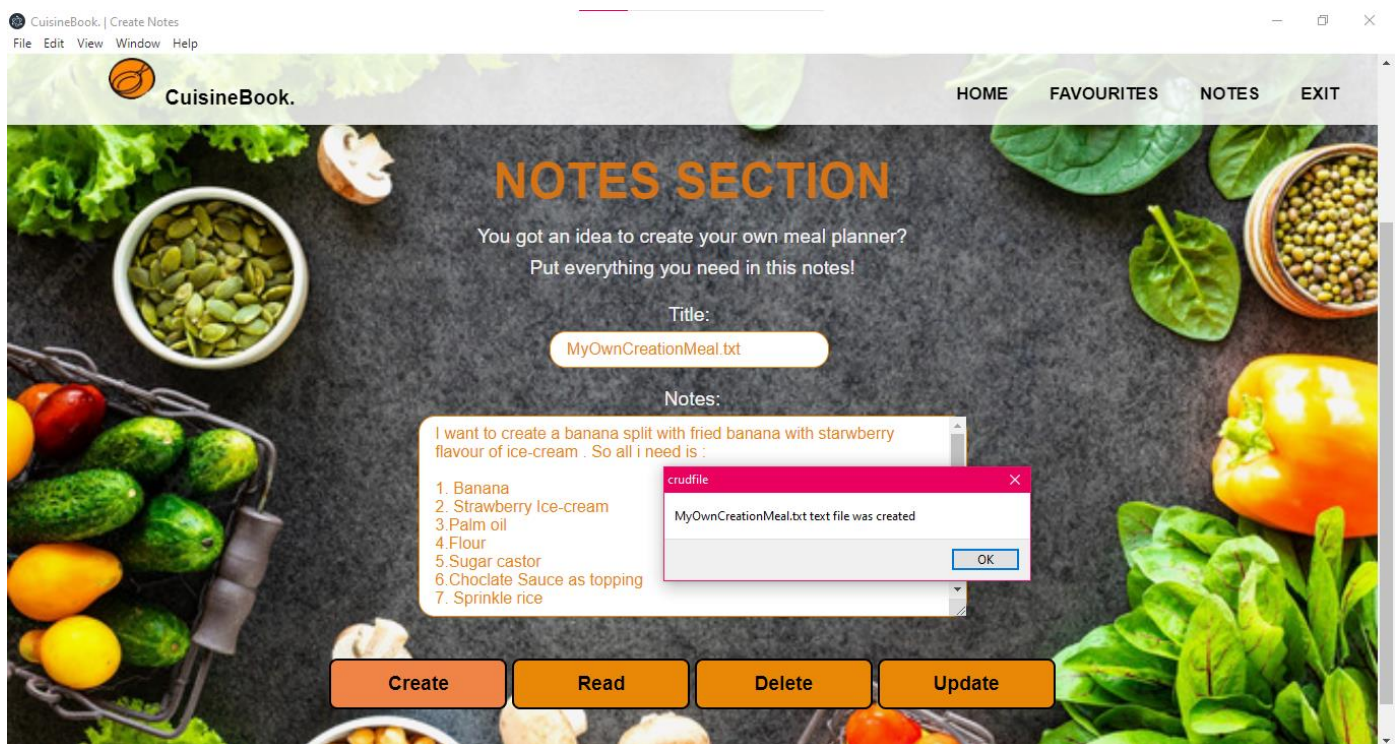 CuisineBook. | Create Notes
File Edit View Window Help
CuisineBook.
HOME FAVOURITES NOTES EXIT
NOTES SECTION
You got an idea to create your own meal planner?
Put everything you need in this notes!
Title:
MyOwnCreationMeal.txt
Notes:
I want to create a banana split with fried banana with starwberry
flavour of ice-cream . So all i need is :
1. Banana
2. Strawberry Ice-cream
3.Palm oil
4.Flour
5.Sugar castor
6.Choclate Sauce as topping
7. Sprinkle rice
crudfile
MyOwnCreationMeal.txt text file was created
OK
Create Read Delete Update